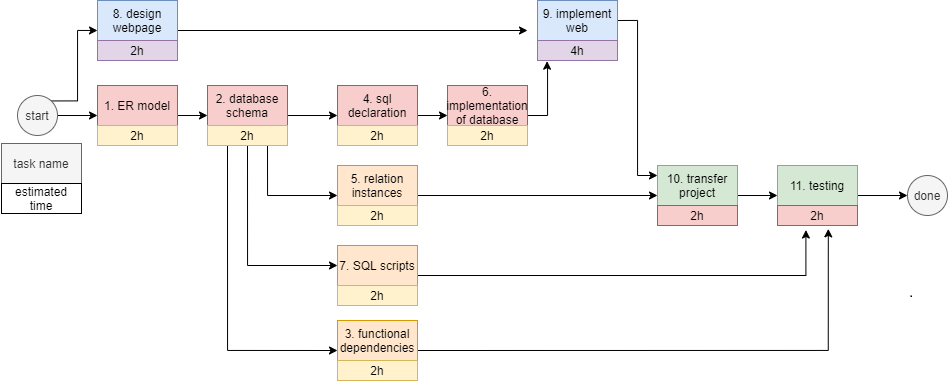 8. design
webpage
2h
9. implement
web
4h
start
1. ER model
2h
2. database
schema
2h
4. sql
declaration
2h
6.
implementation
of database
2h
task name
estimated
time
5. relation
instances
2h
10. transfer
project
2h
11. testing
2h
done
7. SQL scripts
2h
.
3. functional
dependencies
2h